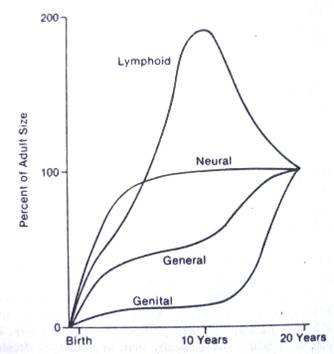 200
Lymphoid
Percent of Adult Size
Neural
100
General
Genital
0
Birth
10 Years
20 Years